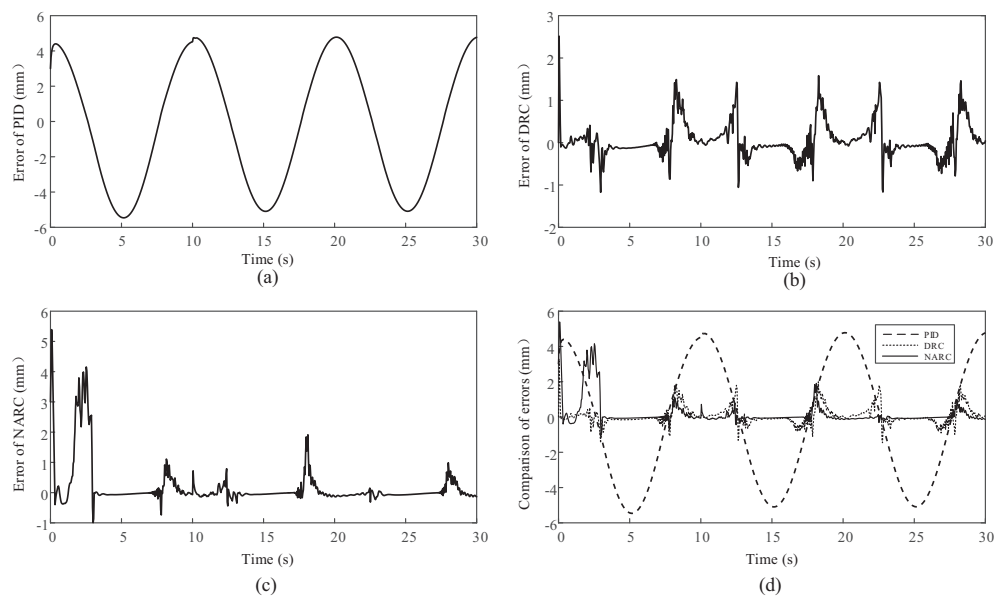 6
4
2
0
-2
-4
-6
Error of PID (mm)
0 5 10 15 20 25 30
Time (s)
(a)
3
2
1
0
-1
-2
Error of DRC (mm)
0 5 10 15 20 25 30
Time (s)
(b)
6
5
4
3
2
1
0
-1
Error of NARC (mm)
0 5 10 15 20 25 30
Time (s)
(c)
6
4
2
0
-2
-4
-6
Comparison of errors (mm)
PID
DRC
NARC
0 5 10 15 20 25 30
Time (s)
(d)